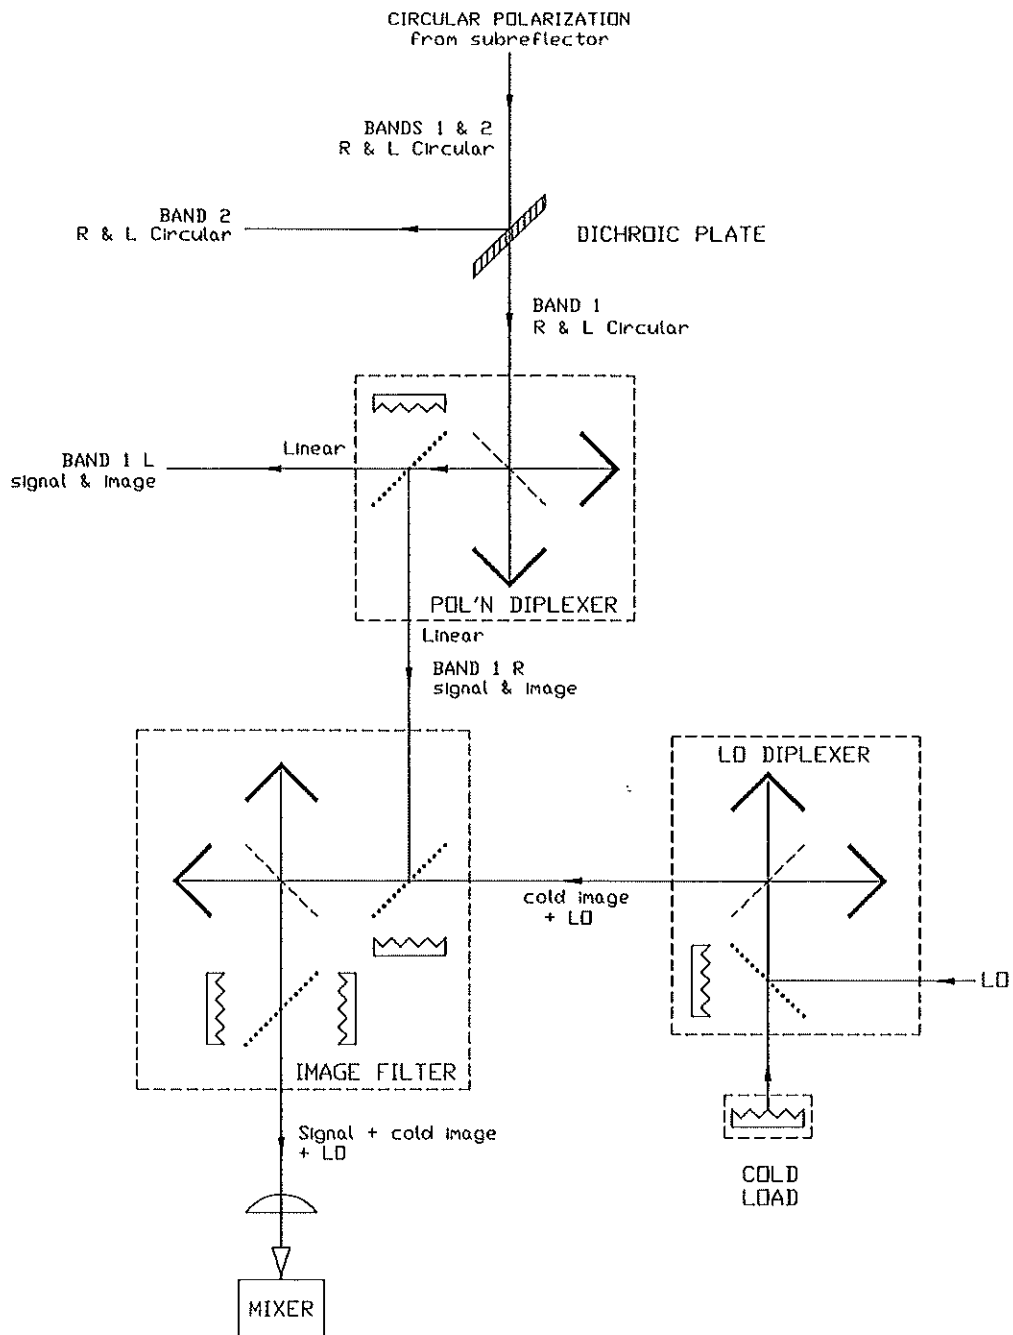 CIRCULAR POLARIZATION
from subreflector
BANDS 1 & 2
R & L Circular
BAND 2
R & L Circular
DICHROIC PLATE
BAND 1
R & L Circular
Linear
BAND 1 L
signal & image
POL'N DIPLEXER
Linear
BAND 1 R
signal & image
LO DIPLEXER
cold image
+ LO
LO
IMAGE FILTER
Signal + cold image
+ LO
COLD
LOAD
MIXER